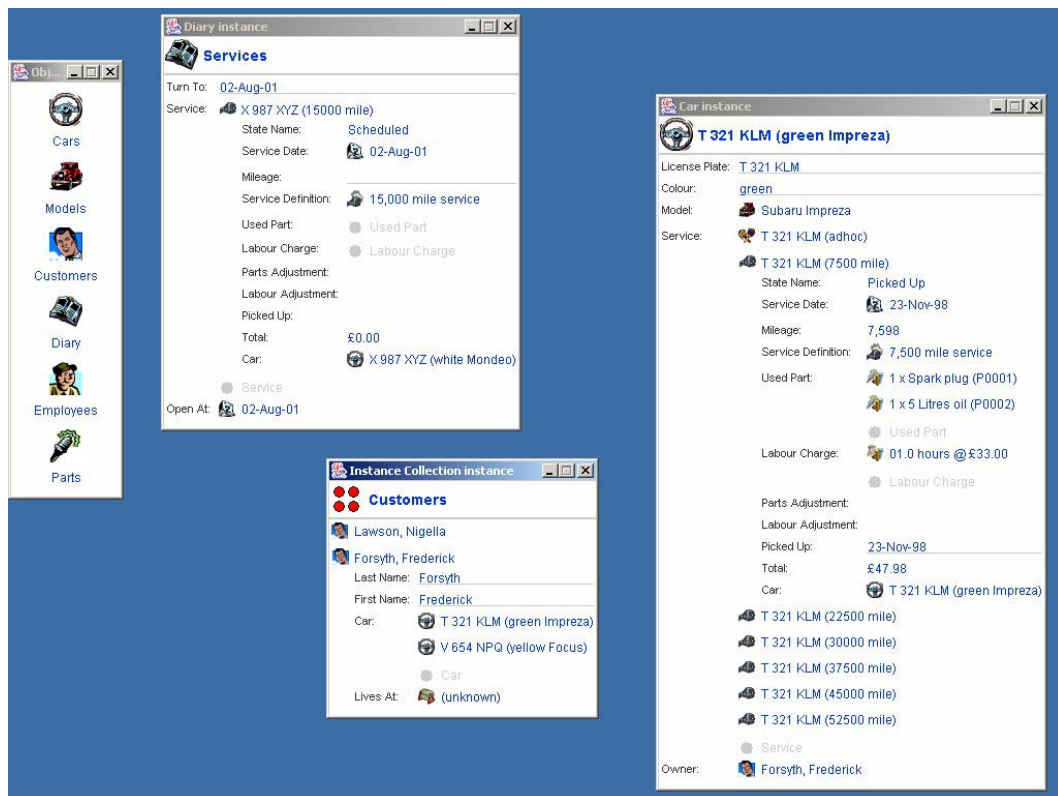 Obj...
Cars
Models
Customers
Diary
Employees
Parts
Diary instance
Services
Turn To: 02-Aug-01
Service: X 987 XYZ (15000 mile)
State Name: Scheduled
Service Date: 02-Aug-01
Mileage:
Service Definition: 15,000 mile service
Used Part: Used Part
Labour Charge: Labour Charge
Parts Adjustment:
Labour Adjustment:
Picked Up:
Total: £0.00
Car: X 987 XYZ (white Mondeo)
Service
Open At: 02-Aug-01
Instance Collection instance
Customers
Lawson, Nigella
Forsyth, Frederick
Last Name: Forsyth
First Name: Frederick
Car: T 321 KLM (green Impreza)
V 654 NPQ (yellow Focus)
Car
Lives At: (unknown)
Car instance
T 321 KLM (green Impreza)
License Plate: T 321 KLM
Colour: green
Model: Subaru Impreza
Service: T 321 KLM (adhoc)
T 321 KLM (7500 mile)
State Name: Picked Up
Service Date: 23-Nov-98
Mileage: 7,598
Service Definition: 7,500 mile service
Used Part: 1 x Spark plug (P0001)
1 x 5 Litres oil (P0002)
Used Part
Labour Charge: 01.0 hours @ £33.00
Labour Charge
Parts Adjustment:
Labour Adjustment:
Picked Up: 23-Nov-98
Total: £47.98
Car: T 321 KLM (green Impreza)
T 321 KLM (22500 mile)
T 321 KLM (30000 mile)
T 321 KLM (37500 mile)
T 321 KLM (45000 mile)
T 321 KLM (52500 mile)
Service
Owner: Forsyth, Frederick